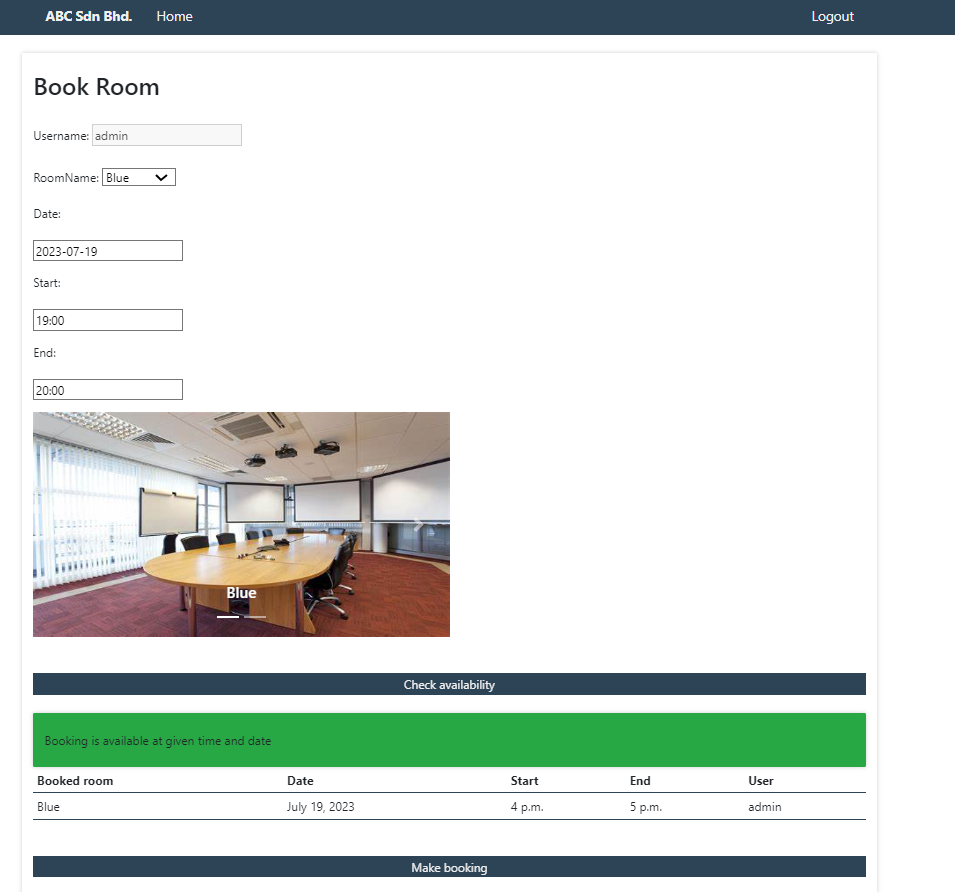 ABC Sdn Bhd. Home Logout
Book Room
Username: admin
RoomName: Blue
Date:
2023-07-19
Start:
19:00
End:
20:00
Blue
Check availability
Booking is available at given time and date
Booked room Date Start End User
Blue July 19, 2023 4 p.m. 5 p.m. admin
Make booking